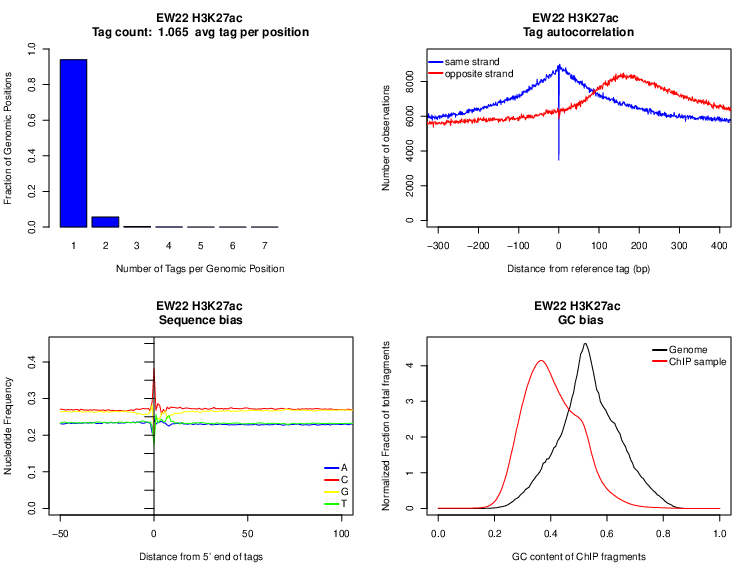 EW22 H3K27ac
Tag count: 1.065 avg tag per position
Fraction of Genomic Positions
0.0 0.2 0.4 0.6 0.8 1.0
1 2 3 4 5 6 7
Number of Tags per Genomic Position
EW22 H3K27ac
Tag autocorrelation
same strand
opposite strand
Number of observations
0 2000 4000 6000 8000
−300 −200 −100 0 100 200 300 400
Distance from reference tag (bp)
EW22 H3K27ac
Sequence bias
Nucleotide Frequency
0.0 0.1 0.2 0.3 0.4
A
C
G
T
−50 0 50 100
Distance from 5' end of tags
EW22 H3K27ac
GC bias
Genome
ChIP sample
Normalized Fraction of total fragments
0 1 2 3 4
0.0 0.2 0.4 0.6 0.8 1.0
GC content of ChIP fragments